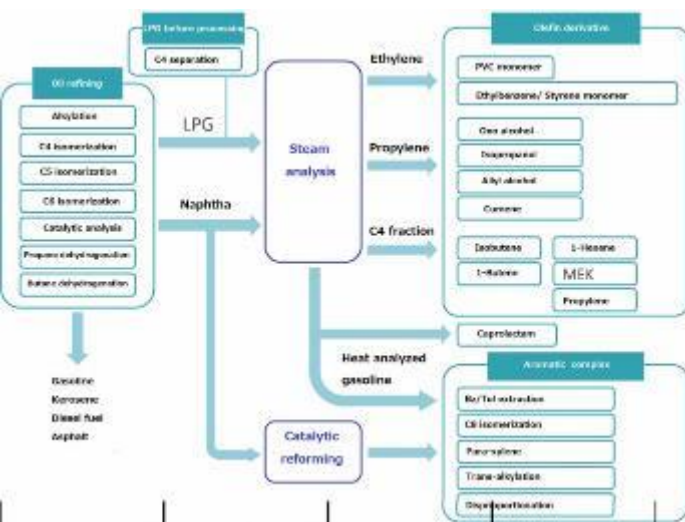 LPG before processing
C4 separation
Oil refining
Alkylation
C4 isomerization
C5 isomerization
C6 isomerization
Catalytic analysis
Propane dehydrogenation
Butane dehydrogenation
Gasoline
Kerosene
Diesel fuel
Asphalt
LPG
Naphtha
Steam
analysis
Catalytic
reforming
Ethylene
Propylene
C4 fraction
Heat analyzed
gasoline
Olefin derivative
PVC monomer
Ethylbenzene/ Styrene monomer
Oxo alcohol
Isopropanol
Allyl alcohol
Cumene
Isobutene
1-Hexene
1-Butene
MEK
Propylene
Caprolactam
Aromatic complex
Bz/Tol extraction
C8 isomerization
Para-xylene
Trans-alkylation
Disproportionation